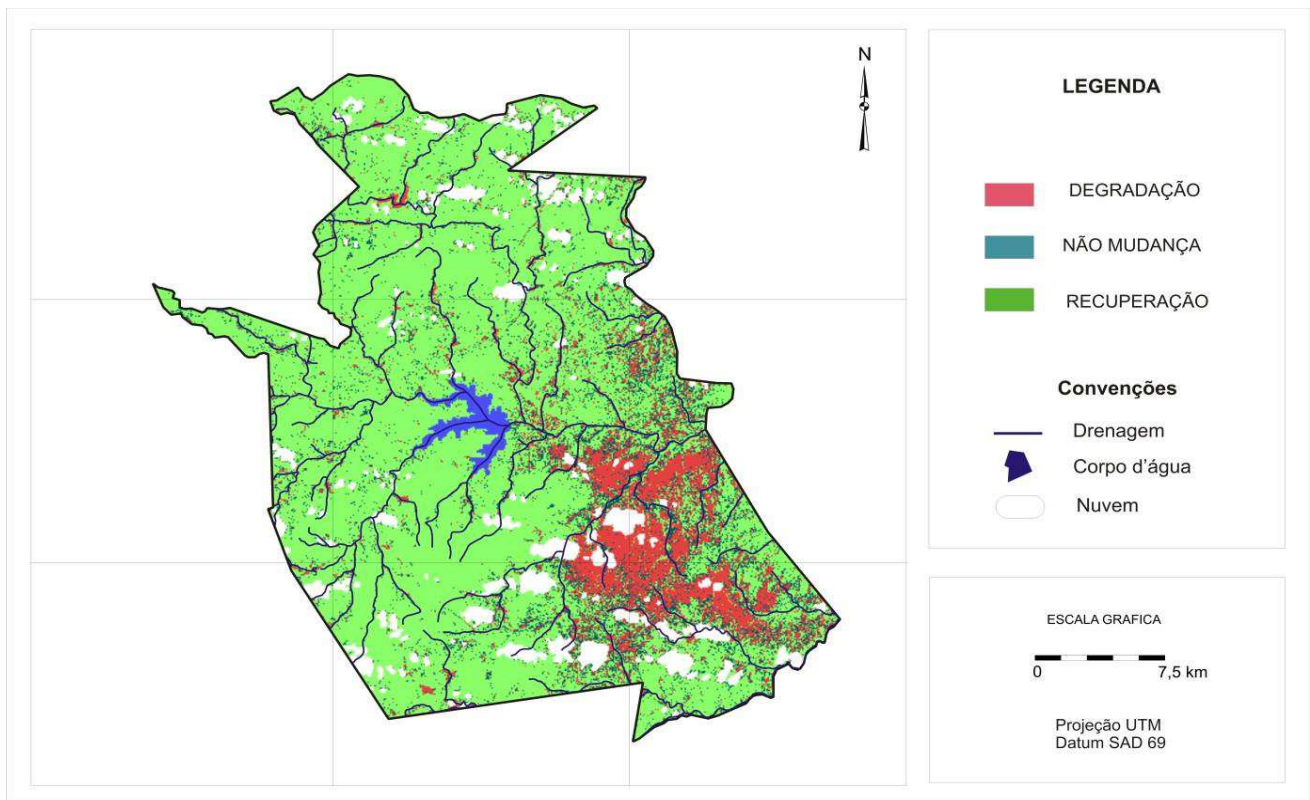 N
LEGENDA
DEGRADAÇÃO
NÃO MUDANÇA
RECUPERAÇÃO
Convenções
Drenagem
Corpo d'água
Nuvem
ESCALA GRAFICA
0 7,5 km
Projeção UTM
Datum SAD 69